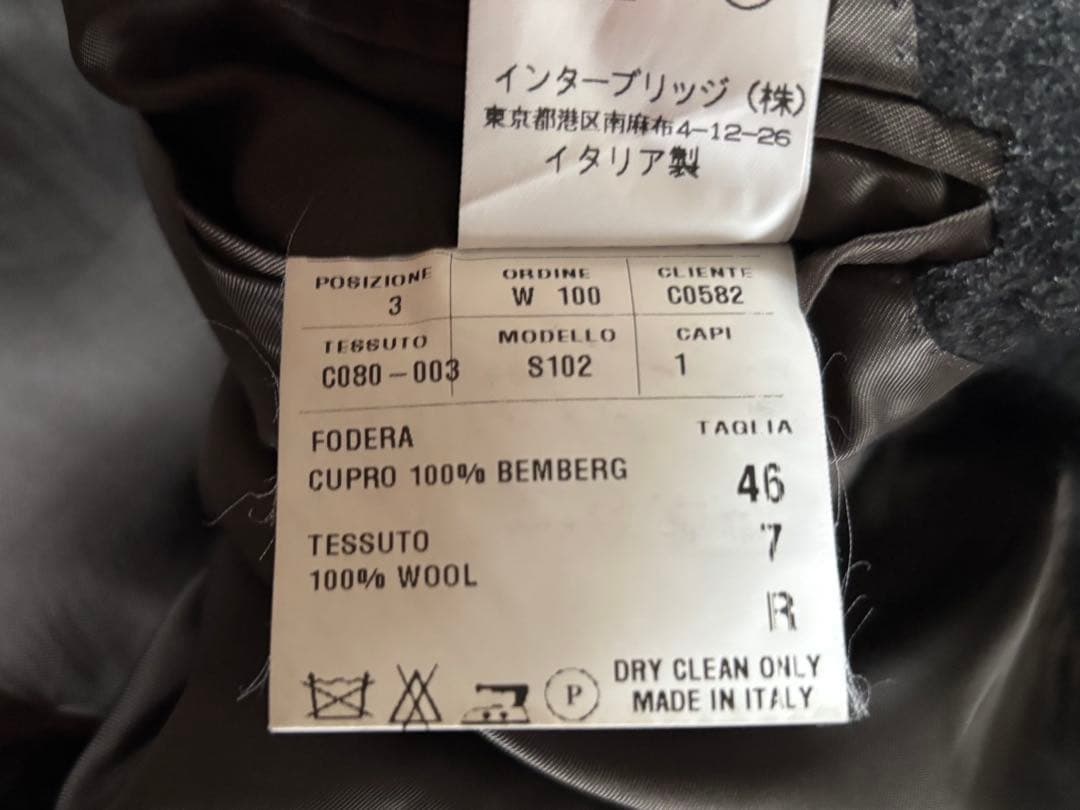 インターブリッジ(株)
東京都港区南麻布4-12-26
イタリア製
POSIZIONE ORDINE CLIENTE
3 W 100 C0582
TESSUTO MODELLO CAPI
C080-003 S102 1
FODERA TAGLIA
CUPRO 100% BEMBERG 46
TESSUTO 7
100% WOOL R
P DRY CLEAN ONLY
MADE IN ITALY